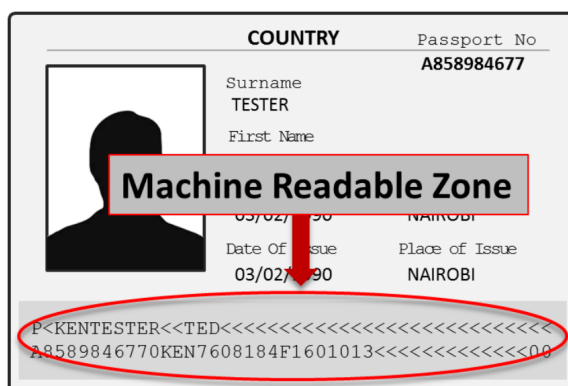 COUNTRY Passport No
A858984677
Surname
TESTER
First Name
Machine Readable Zone
NAIROBI
Date Of Issue Place of Issue
NAIROBI
P<KENTESTER<<TED<<<<<<<<<<<<<<<<<<<<<<<<<<<<
A8589846770KEN7608184F1601013<<<<<<<<<<<<<00